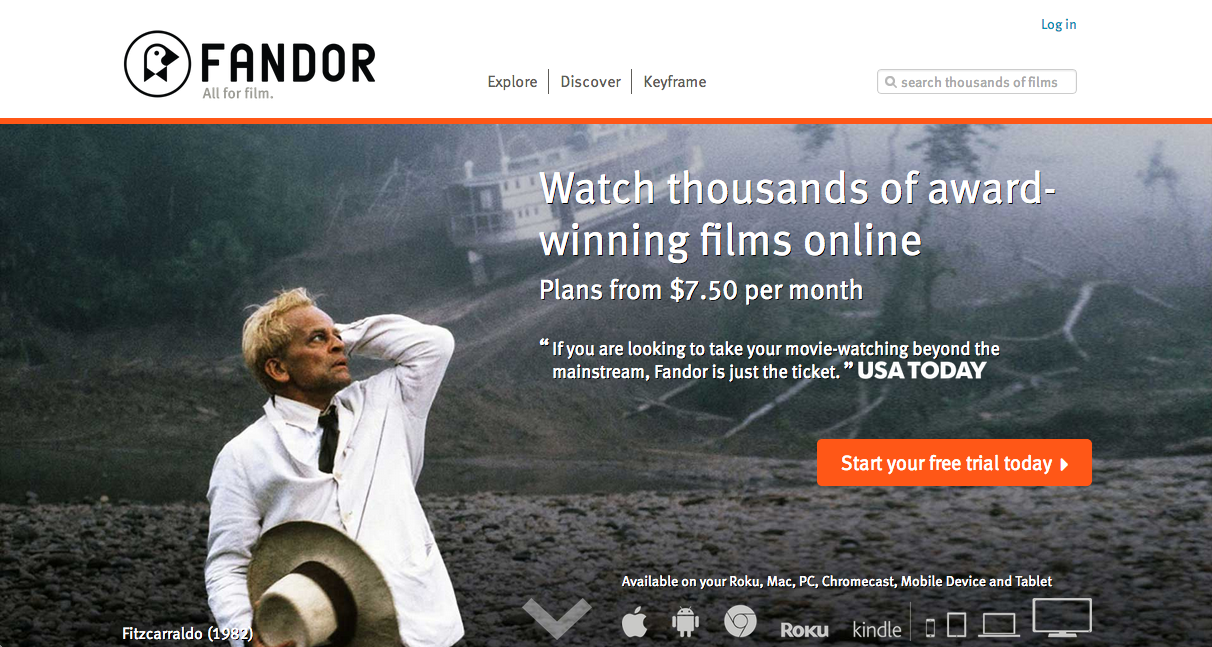 Log in
FANDOR
All for film.
Explore
Discover
Keyframe
search thousands of films
Watch thousands of award-
winning films online
Plans from $7.50 per month
“ If you are looking to take your movie-watching beyond the
mainstream, Fandor is just the ticket. ” USA TODAY
Start your free trial today
Available on your Roku, Mac, PC, Chromecast, Mobile Device and Tablet
Roku
kindle
Fitzcarraldo (1982)